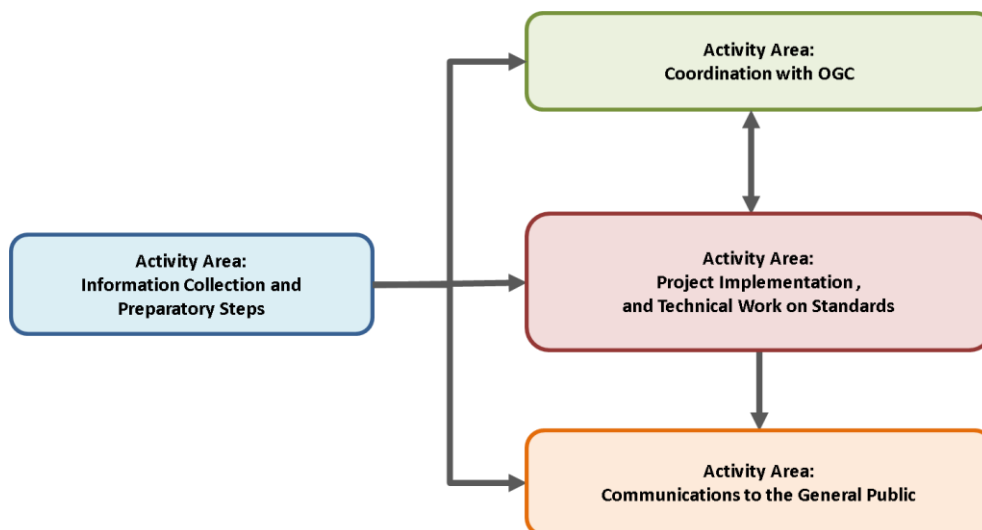 Activity Area:
Coordination with OGC
Activity Area:
Information Collection and
Preparatory Steps
Activity Area:
Project Implementation ,
and Technical Work on Standards
Activity Area:
Communications to the General Public